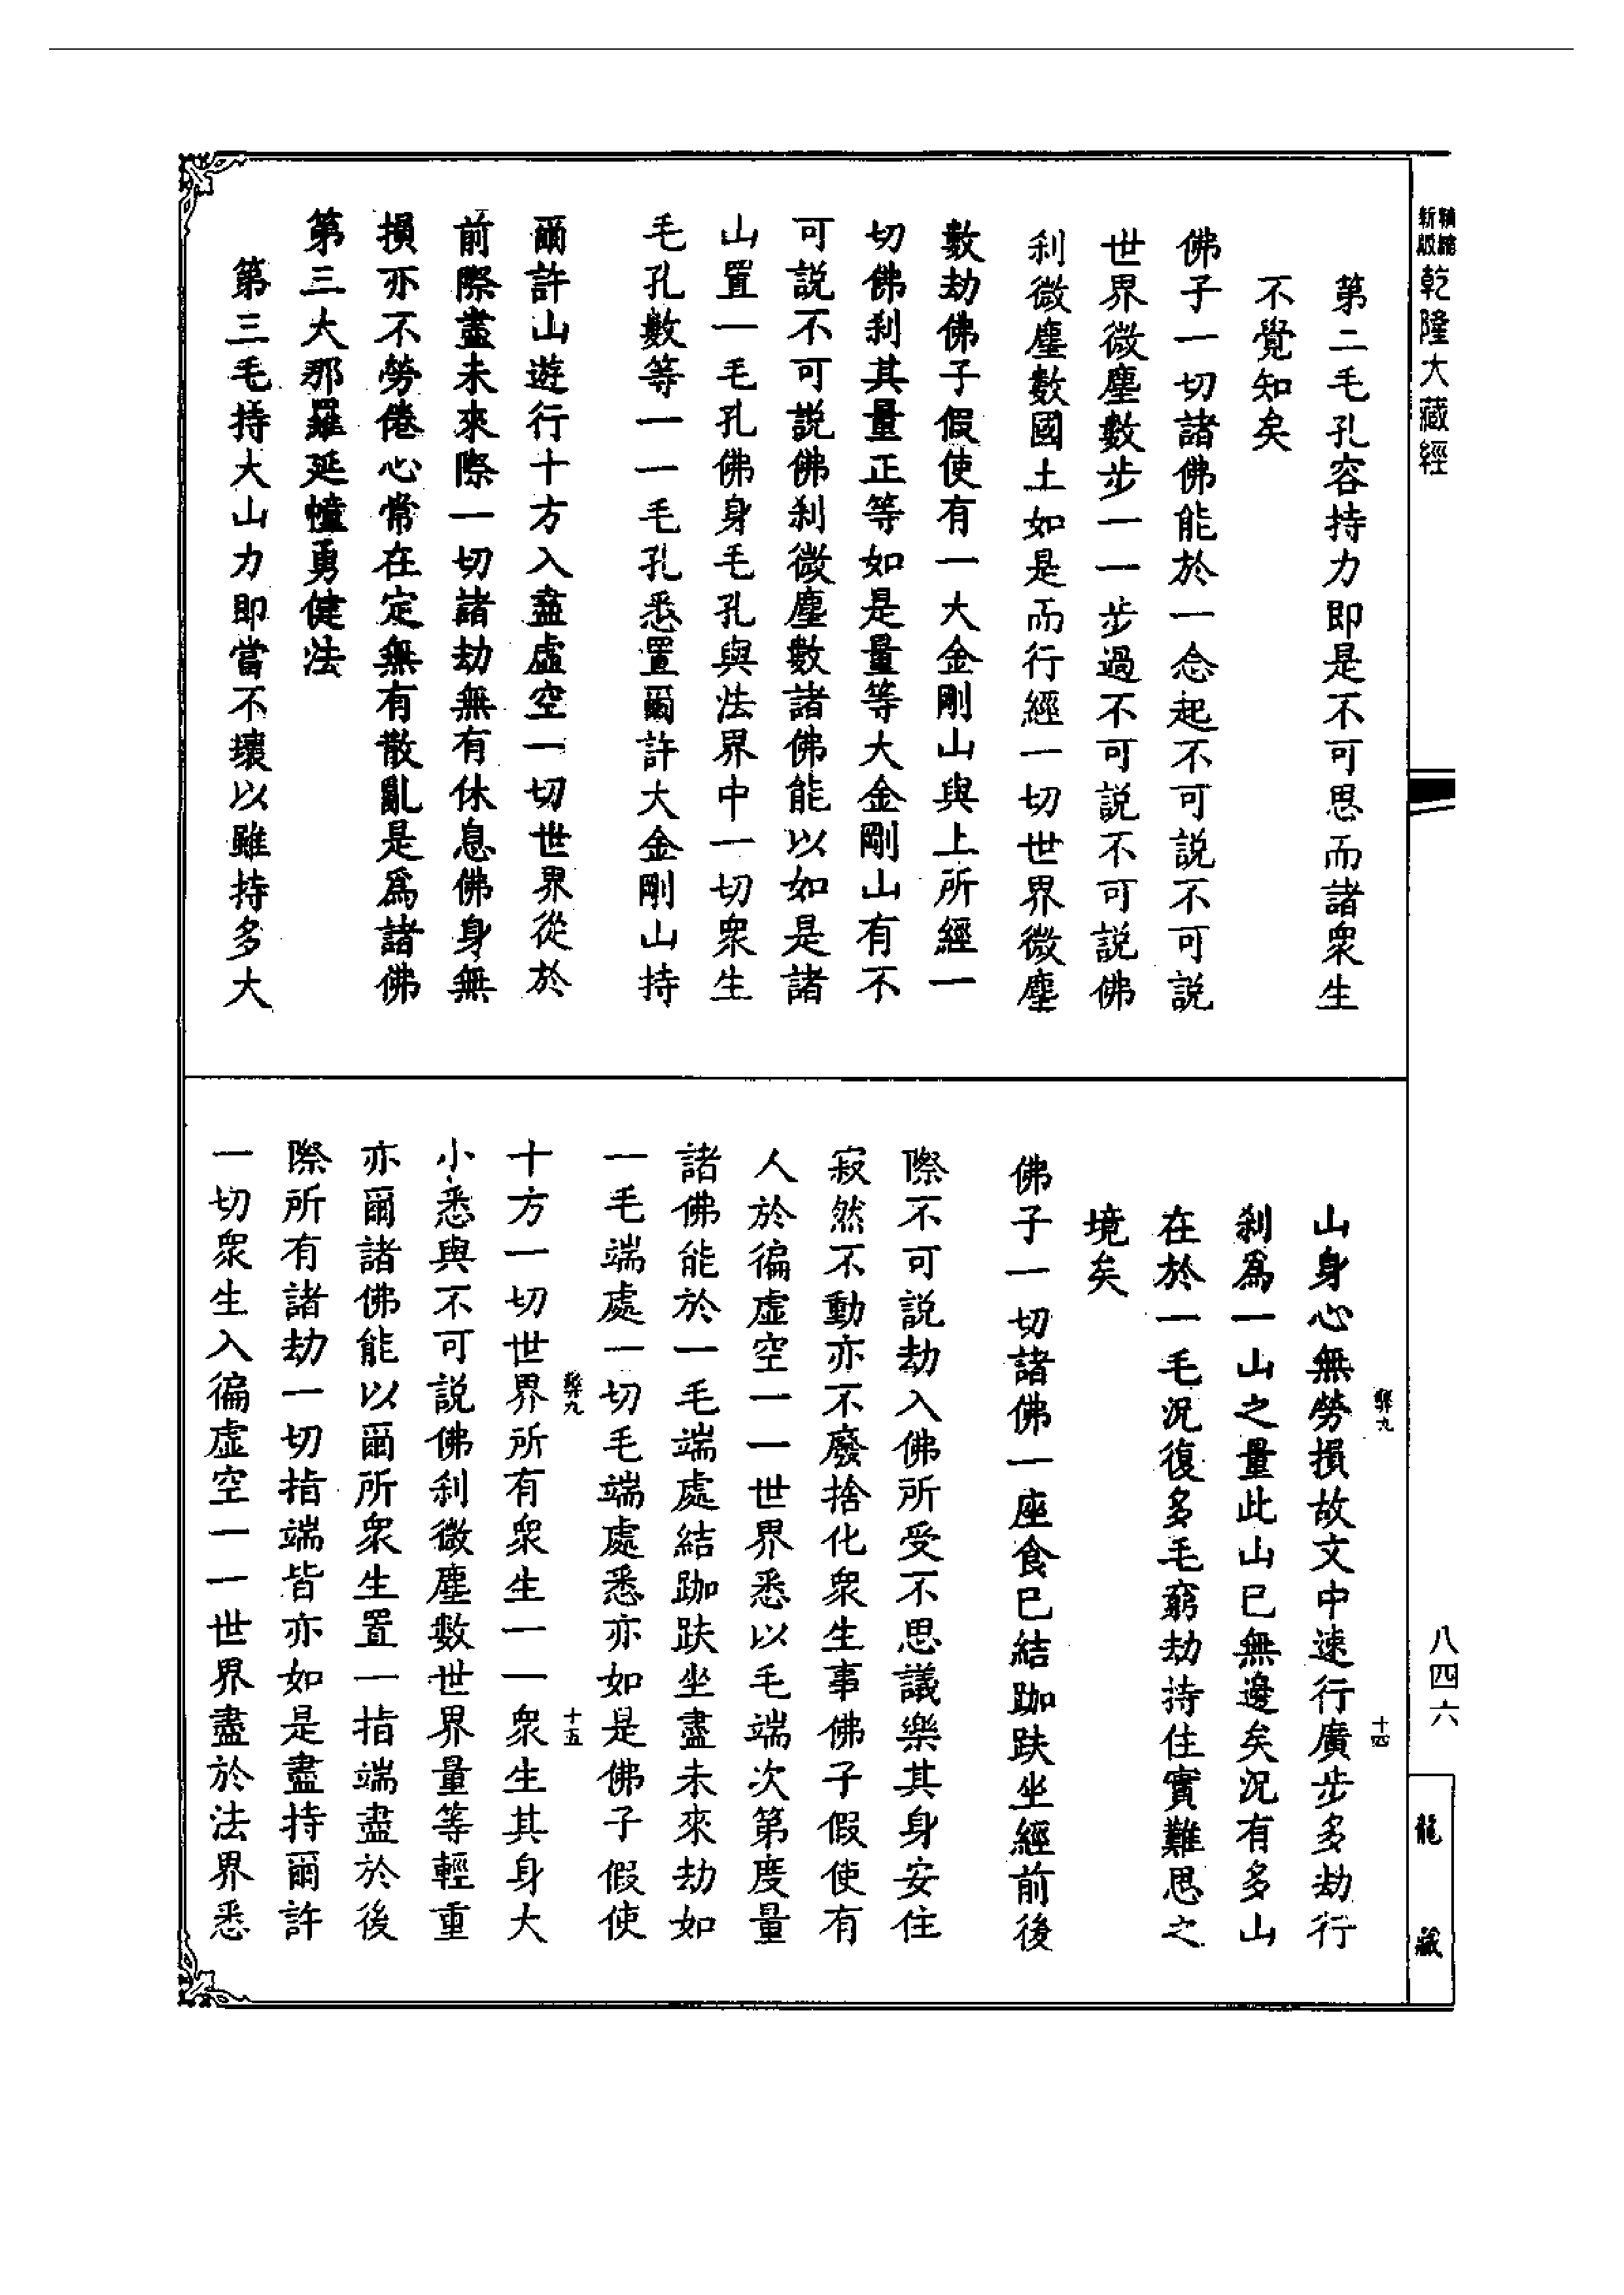 精縮
新版
乾隆大藏經
第二毛孔容持力即是不可思而諸衆生
不覺知矣
佛子一切諸佛能於一念起不可説不可説
世界微塵數步一一步過不可説不可説佛
刹微塵數國土如是而行經一切世界微塵
數劫佛子假使有一大金剛山與上所經一
切佛刹其量正等如是量等大金剛山有不
可説不可説佛刹微塵數諸佛能以如是諸
山置一毛孔佛身毛孔與法界中一切衆生
毛孔數等一一毛孔悉置爾許大金剛山持
爾許山遊行十方入盡虛空一切世界從於
前際盡未來際一切諸劫無有休息佛身無
損亦不勞倦心常在定無有散亂是爲諸佛
第三大那羅延幢勇健法
第三毛持大山力即當不壞以雖持多大
八四六
龍藏
山身心無勞損故文中速行廣步多劫行
刹爲一山之量此山已無邊矣況有多山
在於一毛況復多毛窮劫持住實難思之
境矣
佛子一切諸佛一座食已結跏趺坐經前後
際不可説劫入佛所受不思議樂其身安住
寂然不動亦不廢捨化衆生事佛子假使有
人於徧虛空一一世界悉以毛端次第度量
諸佛能於一毛端處結跏趺坐盡未來劫如
一毛端處一切毛端處悉亦如是佛子假使
十五
十方一切世界所有衆生一一衆生其身大
小悉與不可説佛刹微塵數世界量等輕重
亦爾諸佛能以爾所衆生置一指端盡於後
際所有諸劫一切指端皆亦如是盡持爾許
一切衆生入徧虛空一一世界盡於法界悉